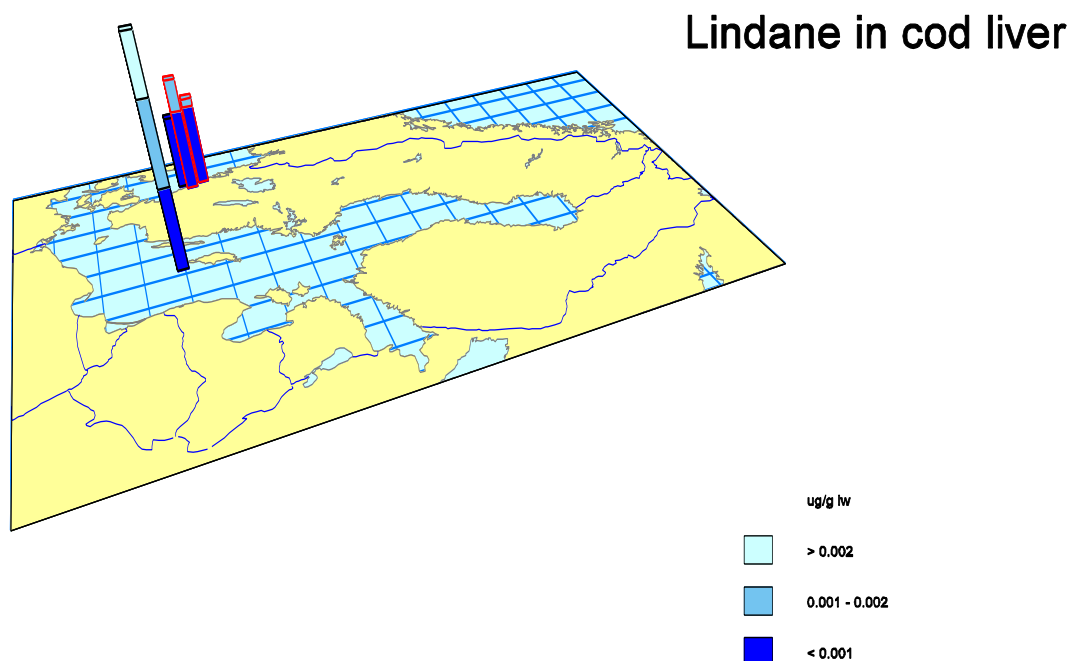 Lindane in cod liver
ug/g lw
> 0.002
0.001 - 0.002
< 0.001